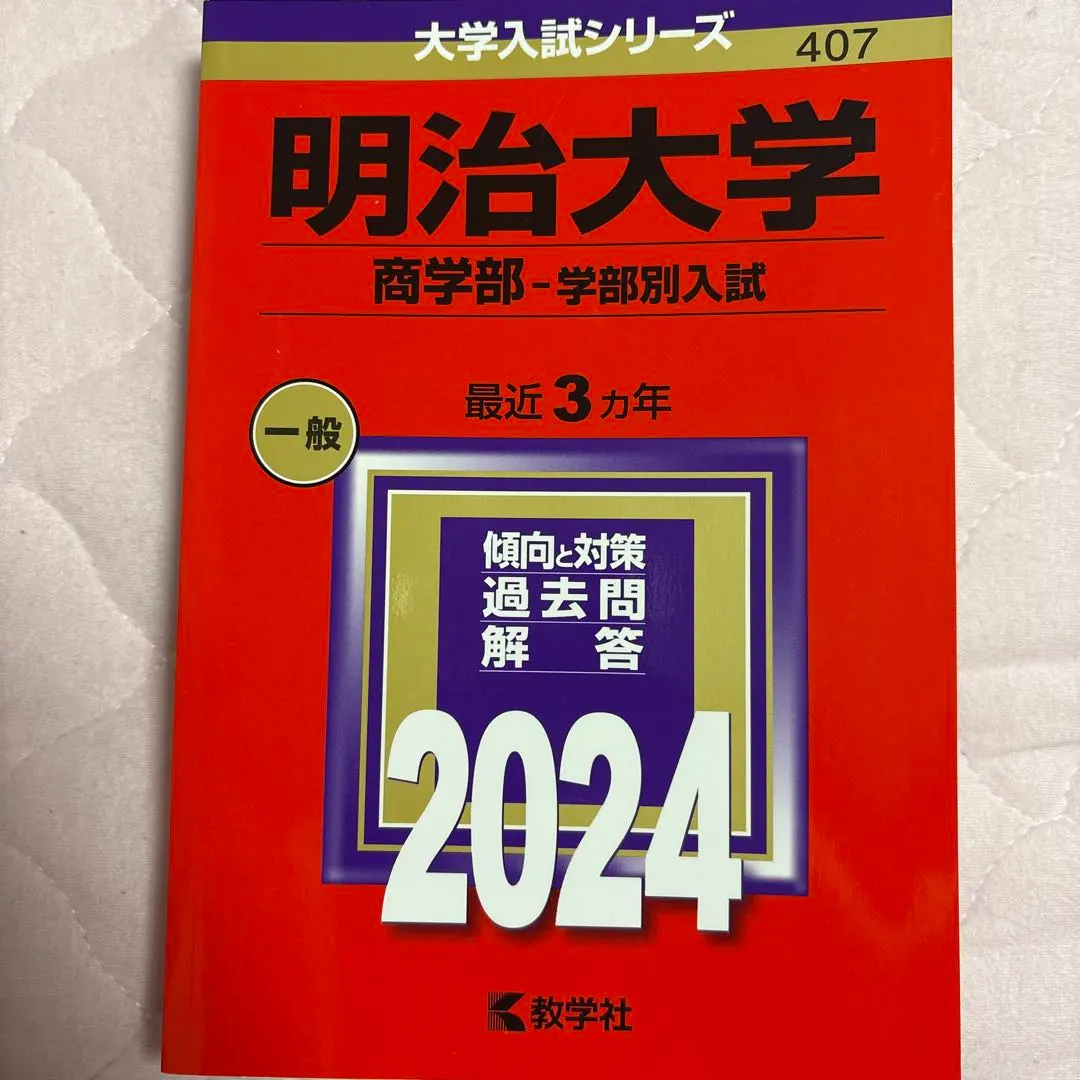 大学入試シリーズ 407
明治大学
商学部-学部別入試
最近3カ年
一般
傾向と対策
過去問
解答
2024
教学社